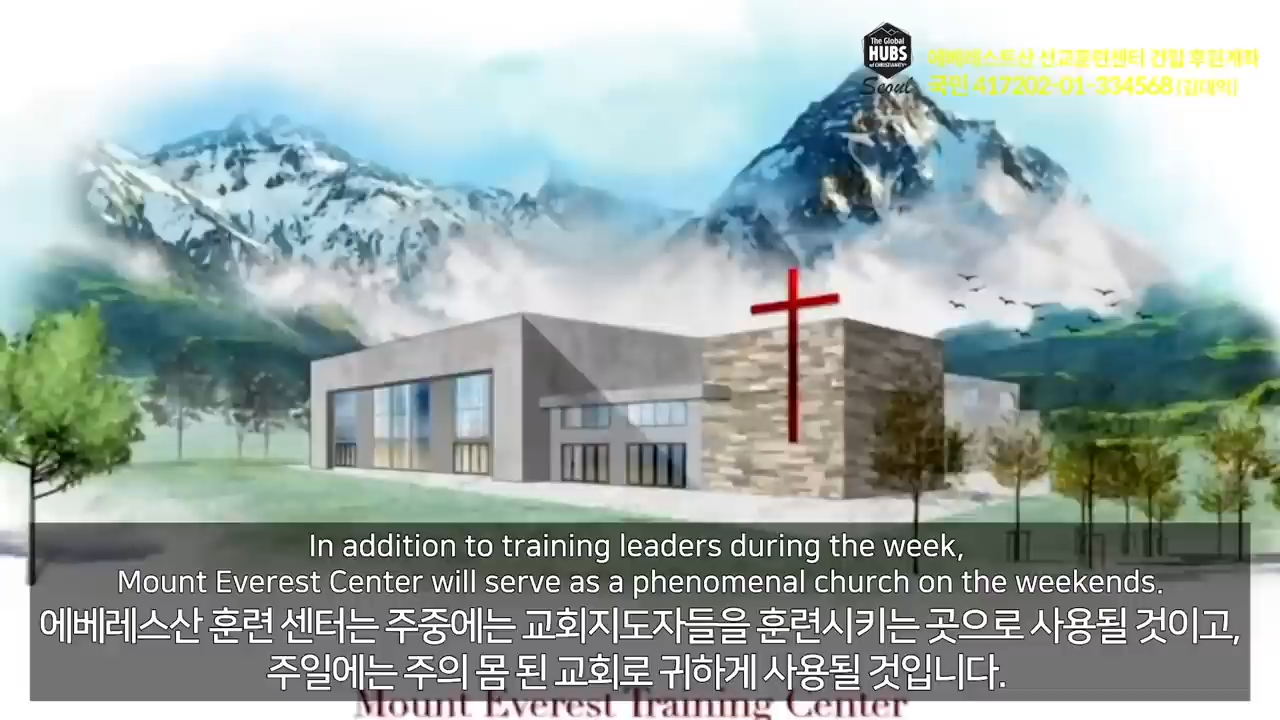 The Global
HUBS
of CHRISTIANITY
Seoul
에베레스트산 선교훈련센터 건립 후원계좌
국민 417202-01-334568 (김대학)
In addition to training leaders during the week,
Mount Everest Center will serve as a phenomenal church on the weekends.
에베레스산 훈련 센터는 주중에는 교회지도자들을 훈련시키는 곳으로 사용될 것이고,
주일에는 주의 몸 된 교회로 귀하게 사용될 것입니다.
Mount Everest Training Center